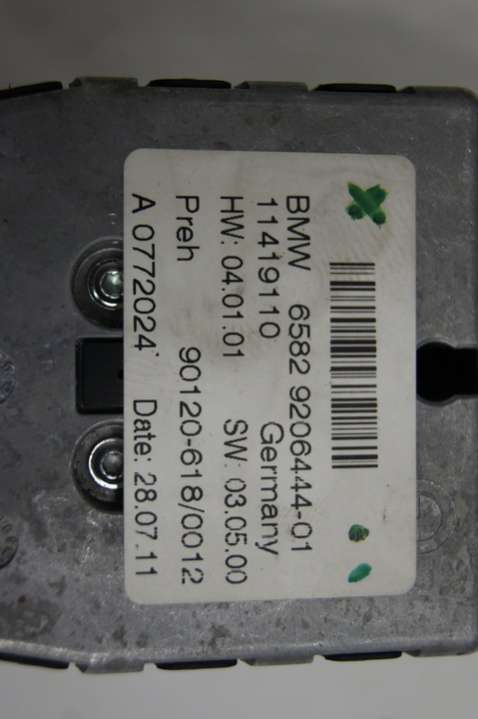 BMW 6582 9206444-01
11419110 Germany
HW: 04.01.01 SW: 03.05.00
Preh 90120-618/0012
A 0772024 Date: 28.07.11